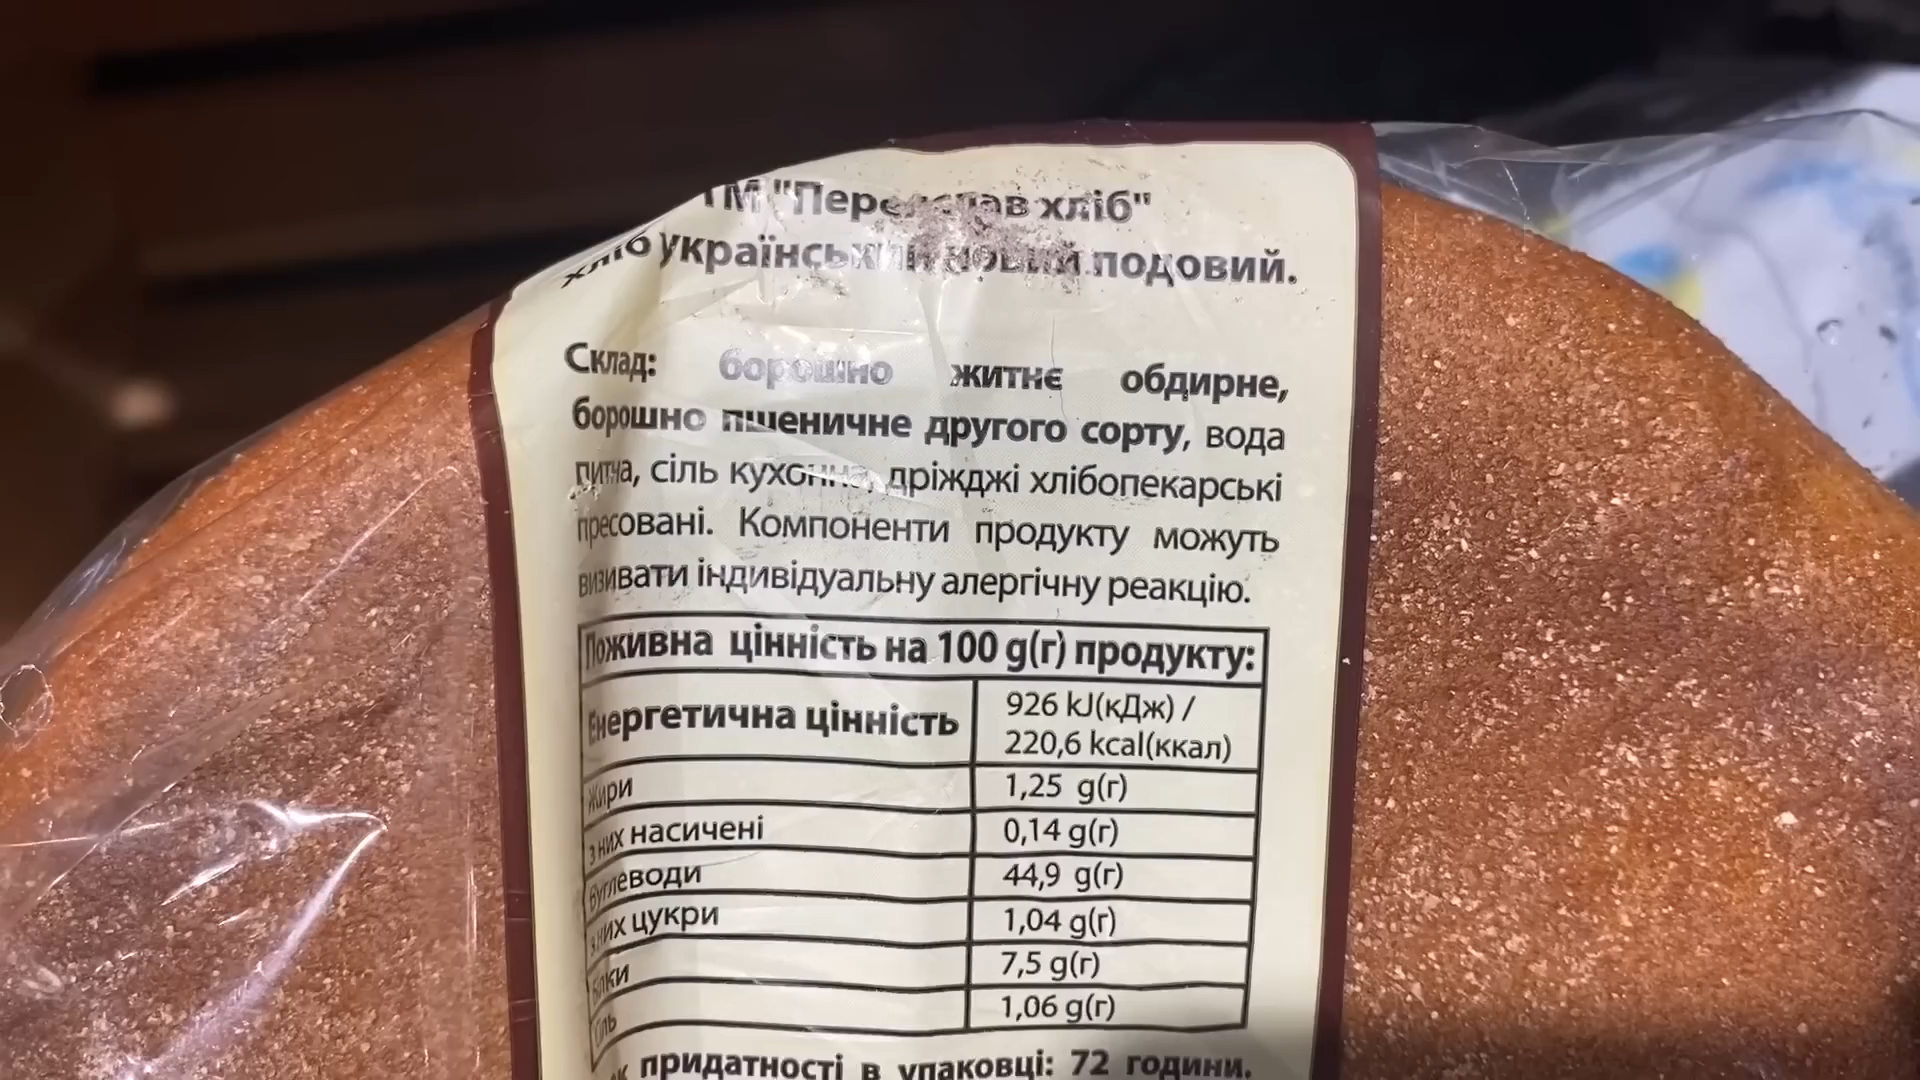 ТМ "Переяслав хліб"
хліб український новий подовий.
Склад: борошно житнє обдирне,
борошно пшеничне другого сорту, вода
питна, сіль кухонна, дріжджі хлібопекарські
пресовані. Компоненти продукту можуть
визивати індивідуальну алергічну реакцію.
Поживна цінність на 100 g(г) продукту:
Енергетична цінність 926 kJ(кДж) /
220,6 kcal(ккал)
Жири 1,25 g(г)
з них насичені 0,14 g(г)
Вуглеводи 44,9 g(г)
з них цукри 1,04 g(г)
Білки 7,5 g(г)
Сіль 1,06 g(г)
придатності в упаковці: 72 години.